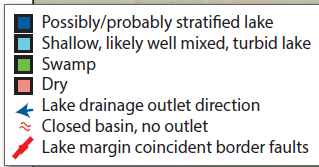 Possibly/probably stratified lake
Shallow, likely well mixed, turbid lake
Swamp
Dry
Lake drainage outlet direction
Closed basin, no outlet
Lake margin coincident border faults